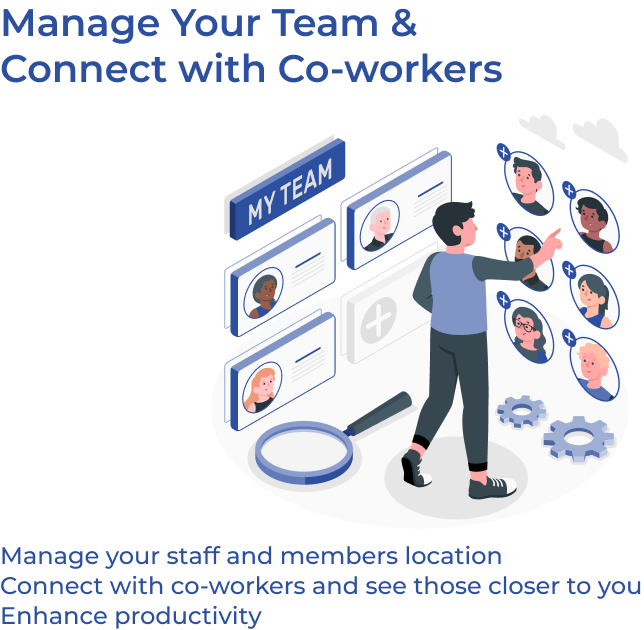 Manage Your Team &
Connect with Co-workers
MY TEAM
Manage your staff and members location
Connect with co-workers and see those closer to you
Enhance productivity